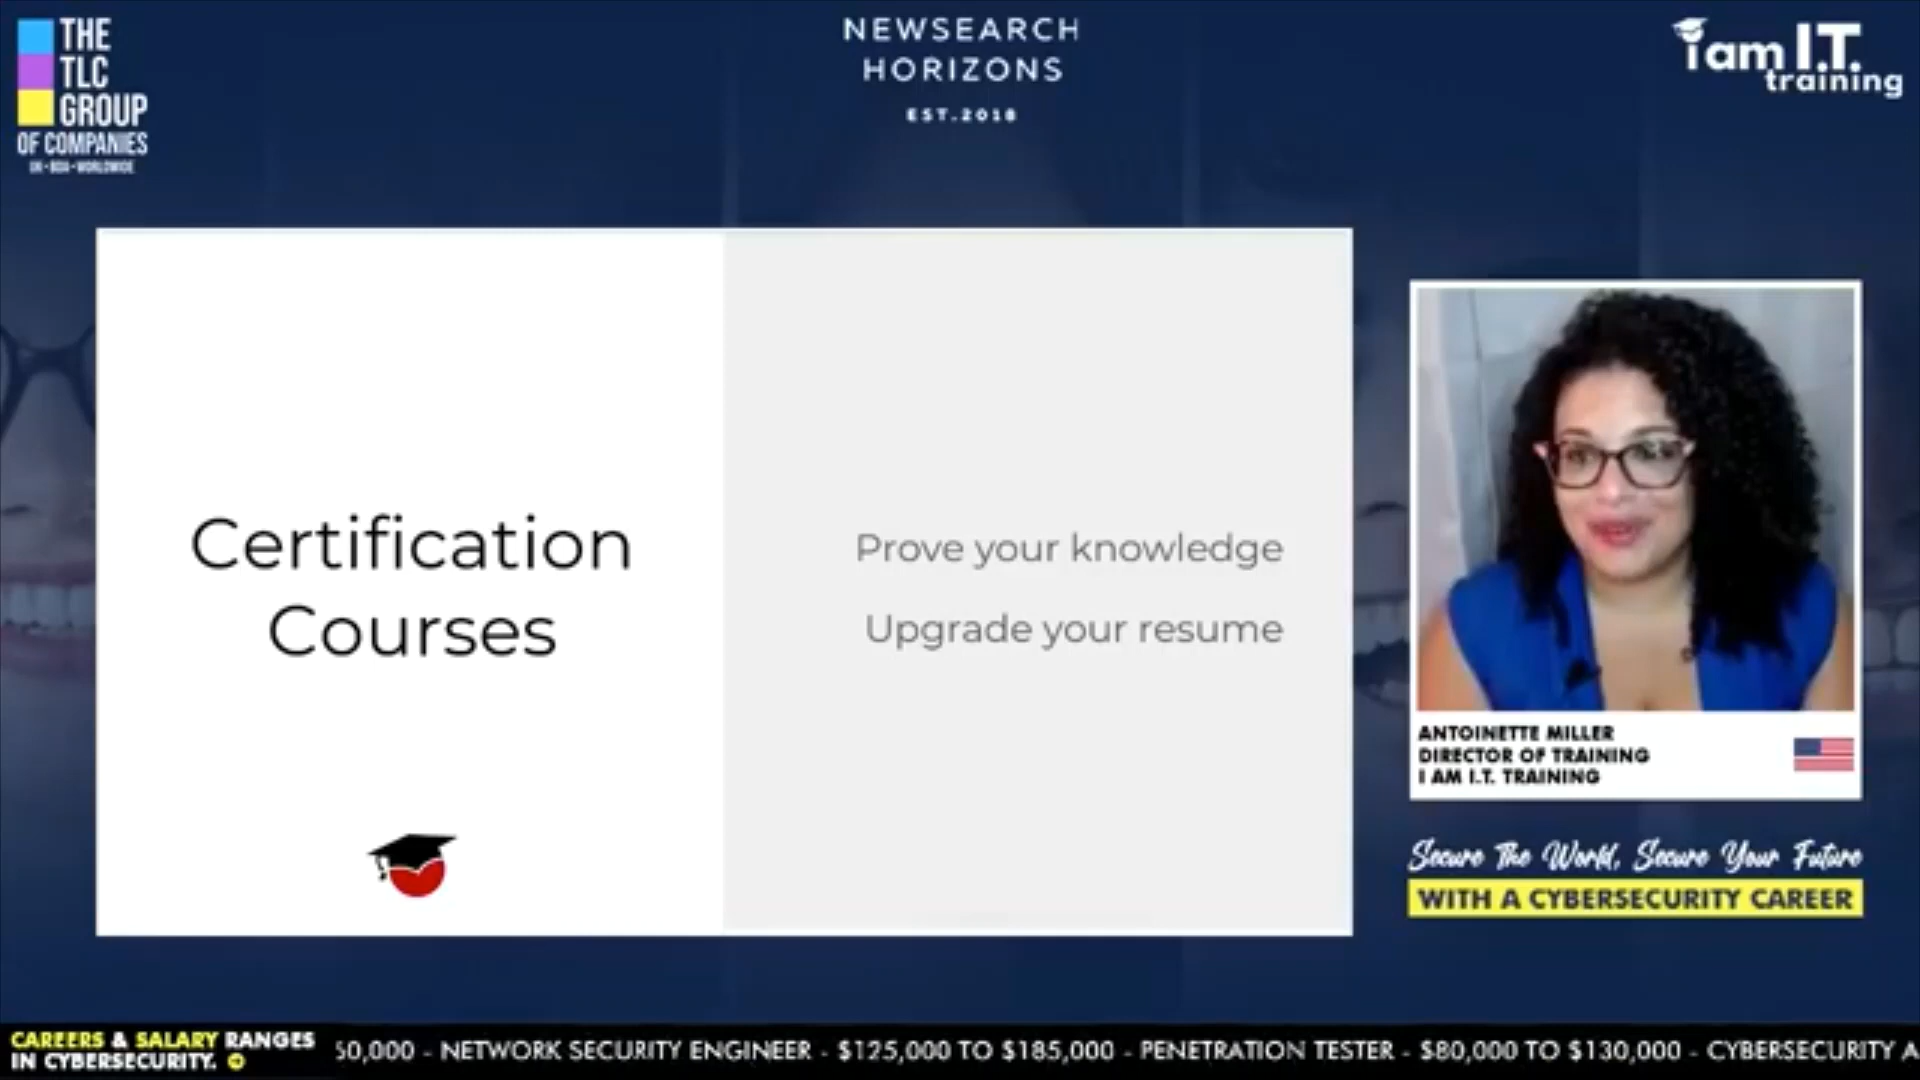 THE
TLC
GROUP
OF COMPANIES
UK • BDA • WORLDWIDE
NEWSEARCH
HORIZONS
EST.2018
i am I.T.
training
Certification
Courses
Prove your knowledge
Upgrade your resume
ANTOINETTE MILLER
DIRECTOR OF TRAINING
I AM I.T. TRAINING
Secure The World, Secure Your Future
WITH A CYBERSECURITY CAREER
CAREERS & SALARY RANGES
IN CYBERSECURITY.
50,000 - NETWORK SECURITY ENGINEER - $125,000 TO $185,000 - PENETRATION TESTER - $80,000 TO $130,000 - CYBERSECURITY A